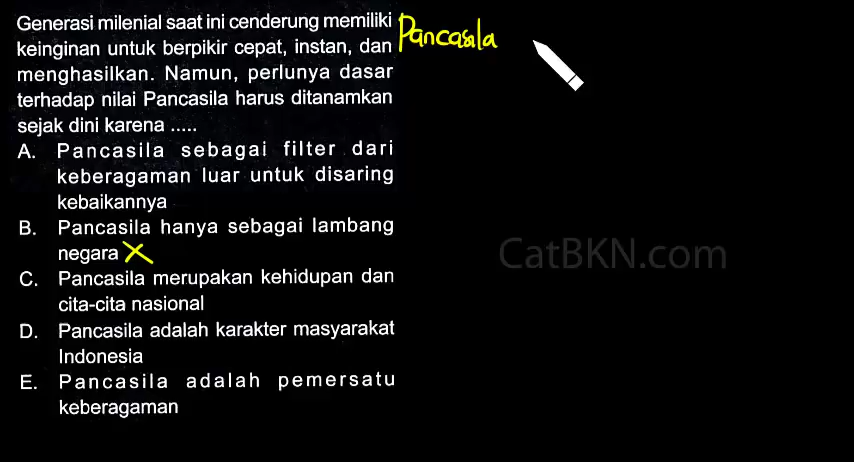 Generasi milenial saat ini cenderung memiliki
keinginan untuk berpikir cepat, instan, dan
menghasilkan. Namun, perlunya dasar
terhadap nilai Pancasila harus ditanamkan
sejak dini karena .....
A. Pancasila sebagai filter dari
keberagaman luar untuk disaring
kebaikannya
B. Pancasila hanya sebagai lambang
negara
C. Pancasila merupakan kehidupan dan
cita-cita nasional
D. Pancasila adalah karakter masyarakat
Indonesia
E. Pancasila adalah pemersatu
keberagaman
Pancasila
CatBKN.com